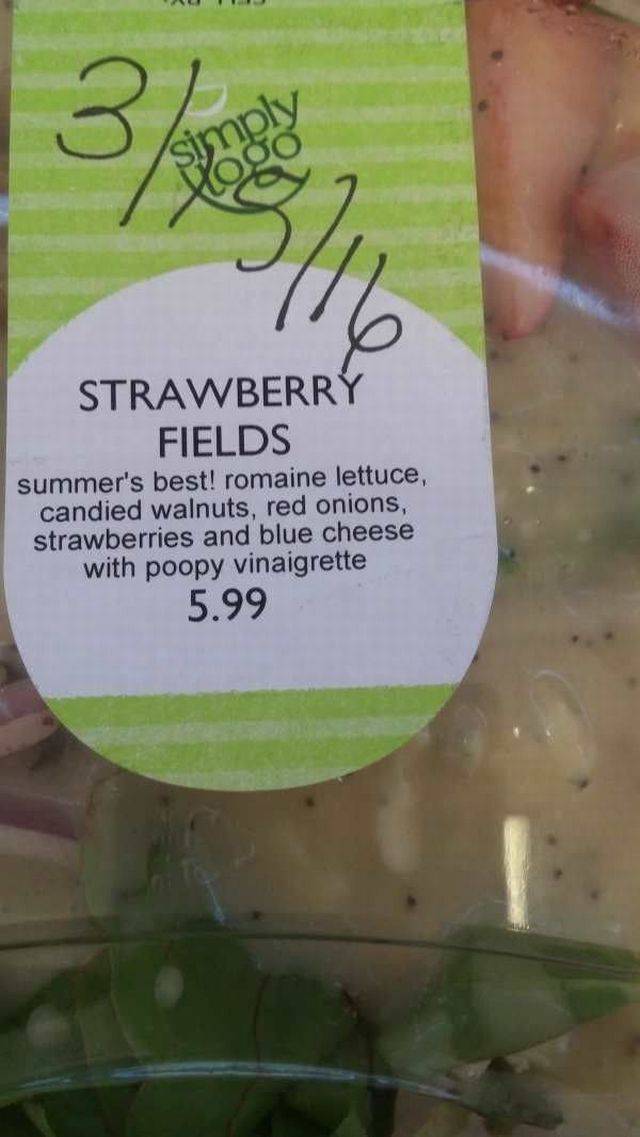 3/15/16
simply
togo
STRAWBERRY
FIELDS
summer's best! romaine lettuce,
candied walnuts, red onions,
strawberries and blue cheese
with poopy vinaigrette
5.99